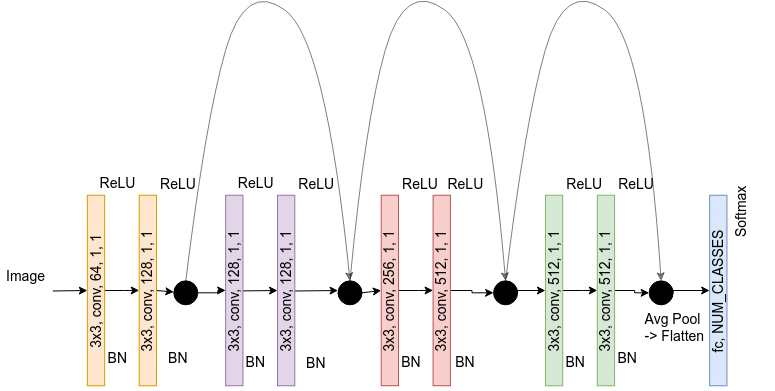 ReLU
ReLU
ReLU
ReLU
ReLU
ReLU
ReLU
ReLU
Softmax
Image
3x3, conv, 64, 1, 1
3x3, conv, 128, 1, 1
3x3, conv, 128, 1, 1
3x3, conv, 128, 1, 1
3x3, conv, 256, 1, 1
3x3, conv, 512, 1, 1
3x3, conv, 512, 1, 1
3x3, conv, 512, 1, 1
fc, NUM_CLASSES
Avg Pool
-> Flatten
BN
BN
BN
BN
BN
BN
BN
BN